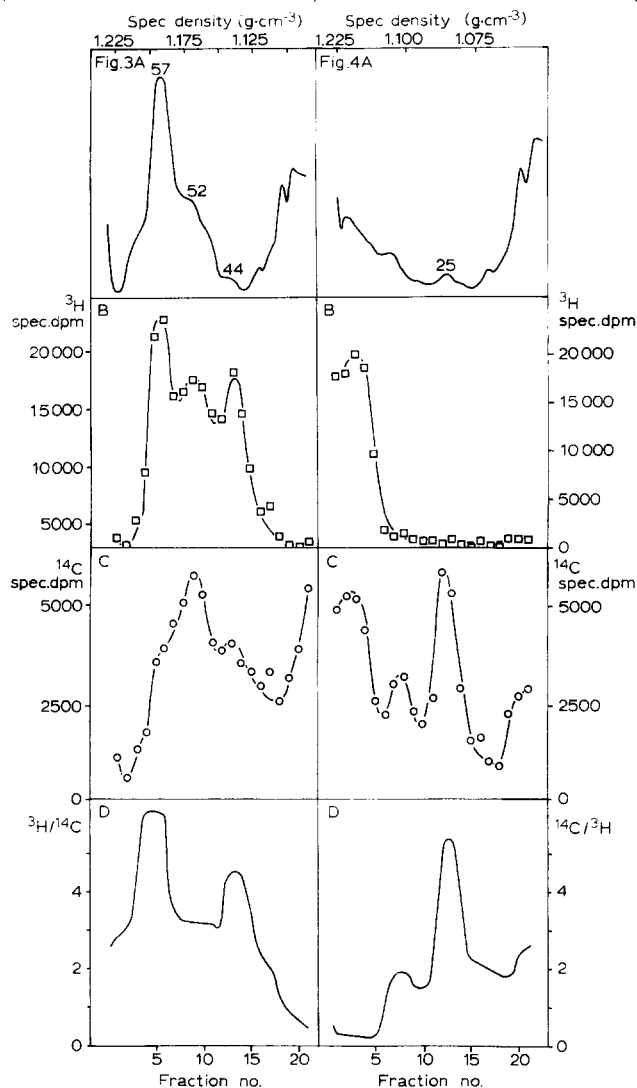 Spec density (g·cm⁻³) Spec density (g·cm⁻³)
1.225 1.175 1.125 1.225 1.100 1.075
Fig.3A Fig.4A
57
52
44
25
³H
spec.dpm
B
20000
15000
10000
5000
B
³H
spec.dpm
20000
15000
10000
5000
0
¹⁴C
spec.dpm
C
5000
2500
0
C
¹⁴C
spec.dpm
5000
2500
0
³H/¹⁴C
D
4
2
0
D
¹⁴C/³H
4
2
0
5 10 15 20 5 10 15 20
Fraction no. Fraction no.